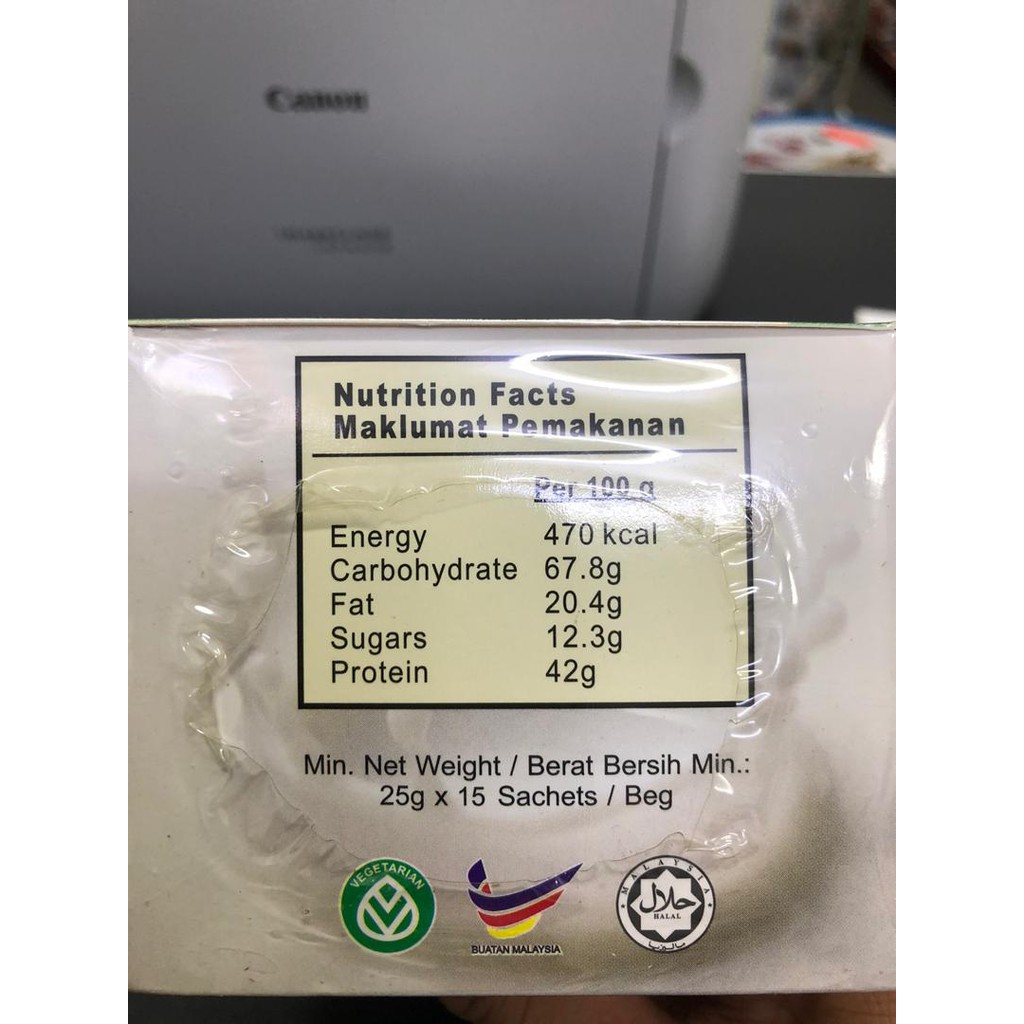 Canon
Nutrition Facts
Maklumat Pemakanan
Per 100 g
Energy 470 kcal
Carbohydrate 67.8g
Fat 20.4g
Sugars 12.3g
Protein 42g
Min. Net Weight / Berat Bersih Min.:
25g x 15 Sachets / Beg
VEGETARIAN
BUATAN MALAYSIA
MALAYSIA
حلال
HALAL
ماليزيا